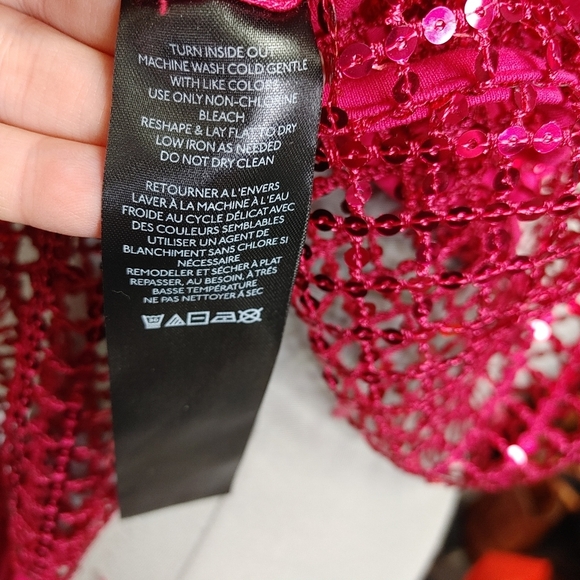 TURN INSIDE OUT
MACHINE WASH COLD GENTLE
WITH LIKE COLORS
USE ONLY NON-CHLORINE
BLEACH
RESHAPE & LAY FLAT TO DRY
LOW IRON AS NEEDED
DO NOT DRY CLEAN
RETOURNER A L'ENVERS
LAVER À LA MACHINE À L'EAU
FROIDE AU CYCLE DÉLICAT AVEC
DES COULEURS SEMBLABLES
UTILISER UN AGENT DE
BLANCHIMENT SANS CHLORE SI
NÉCESSAIRE
REMODELER ET SÉCHER À PLAT
REPASSER, AU BESOIN, À TRÈS
BASSE TEMPÉRATURE
NE PAS NETTOYER À SEC